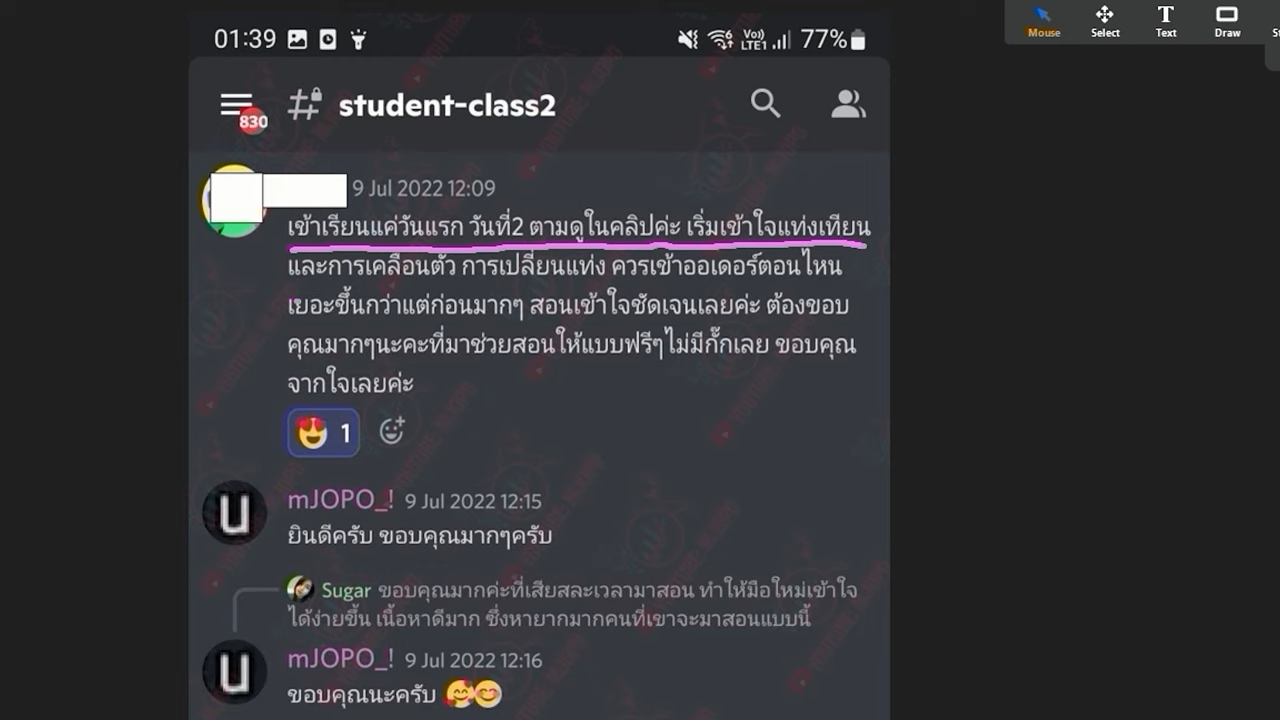 01:39 Vo) LTE1 77%
Mouse Select Text Draw
830 # student-class2
9 Jul 2022 12:09
เข้าเรียนแค่วันแรก วันที่2 ตามดูในคลิปค่ะ เริ่มเข้าใจแท่งเทียน
และการเคลื่อนตัว การเปลี่ยนแท่ง ควรเข้าออเดอร์ตอนไหน
เยอะขึ้นกว่าแต่ก่อนมากๆ สอนเข้าใจชัดเจนเลยค่ะ ต้องขอบ
คุณมากๆนะคะที่มาช่วยสอนให้แบบฟรีๆไม่มีกั๊กเลย ขอบคุณ
จากใจเลยค่ะ
1
mJOPO_! 9 Jul 2022 12:15
ยินดีครับ ขอบคุณมากๆครับ
Sugar ขอบคุณมากค่ะที่เสียสละเวลามาสอน ทำให้มือใหม่เข้าใจ
ได้ง่ายขึ้น เนื้อหาดีมาก ซึ่งหายากมากคนที่เขาจะมาสอนแบบนี้
mJOPO_! 9 Jul 2022 12:16
ขอบคุณนะครับ